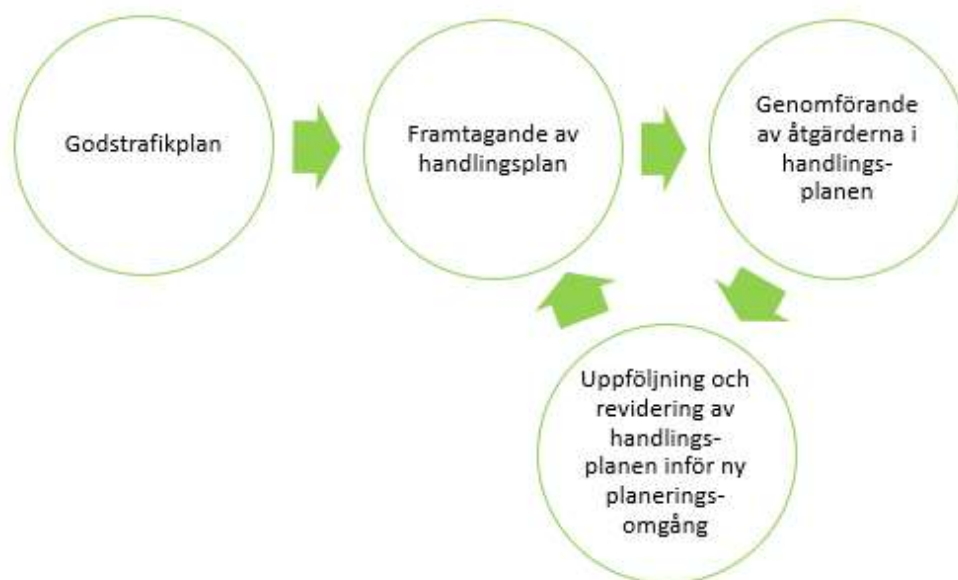 Godstrafikplan
Framtagande av
handlingsplan
Genomförande
av åtgärderna i
handlings-
planen
Uppföljning och
revidering av
handlings-
planen inför ny
planerings-
omgång